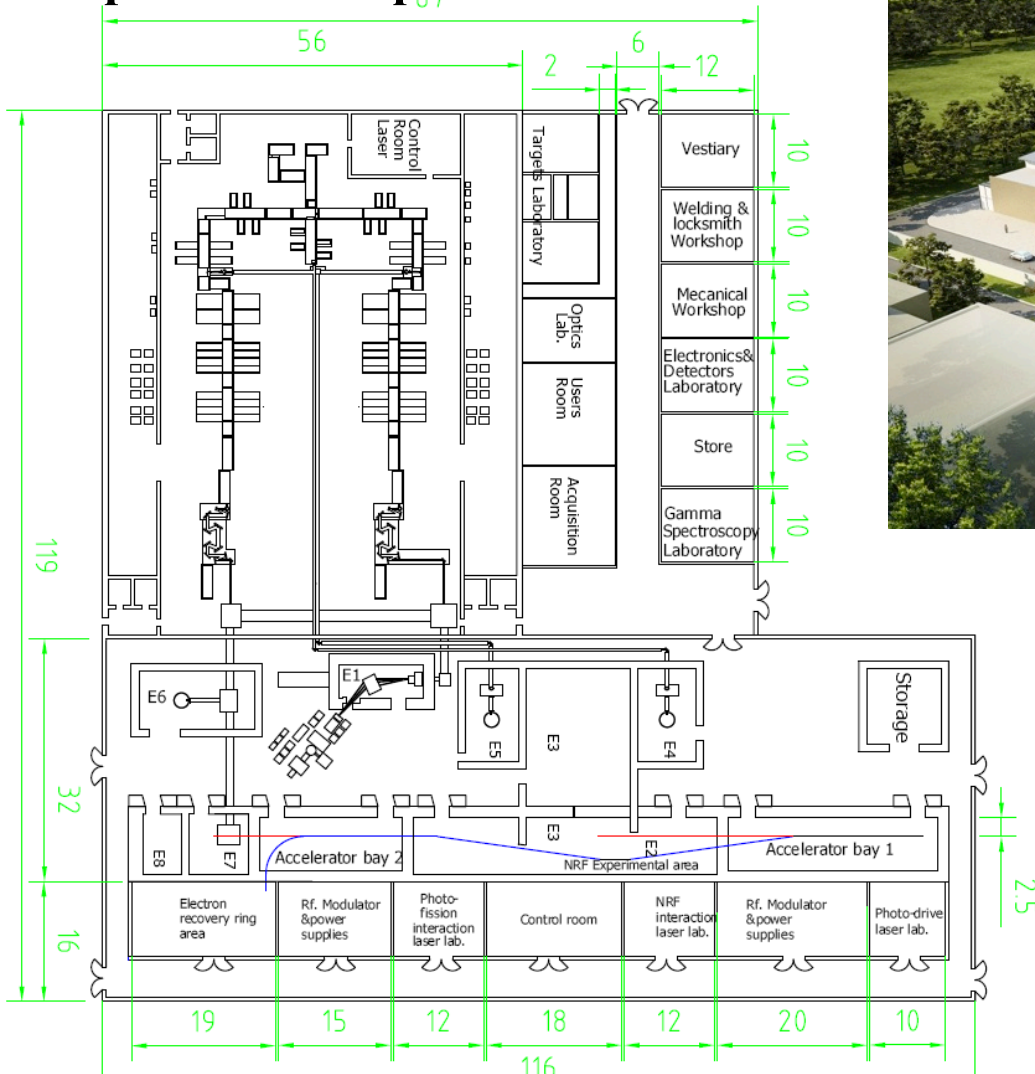 56
6
2
12
Control
Room
Laser
Targets Laboratory
Vestiary
10
Welding &
locksmith
Workshop
10
Mecanical
Workshop
10
Optics
Lab.
Electronics&
Detectors
Laboratory
10
Users
Room
Store
10
Acquisition
Room
Gamma
Spectroscopy
Laboratory
10
119
E6
E1
E5
E3
E4
Storage
32
E8
E7
Accelerator bay 2
E3
E2
NRF Experimental area
Accelerator bay 1
2.5
16
Electron
recovery ring
area
Rf. Modulator
&power
supplies
Photo-
fission
interaction
laser lab.
Control room
NRF
interaction
laser lab.
Rf. Modulator
&power
supplies
Photo-drive
laser lab.
19
15
12
18
12
20
10
116